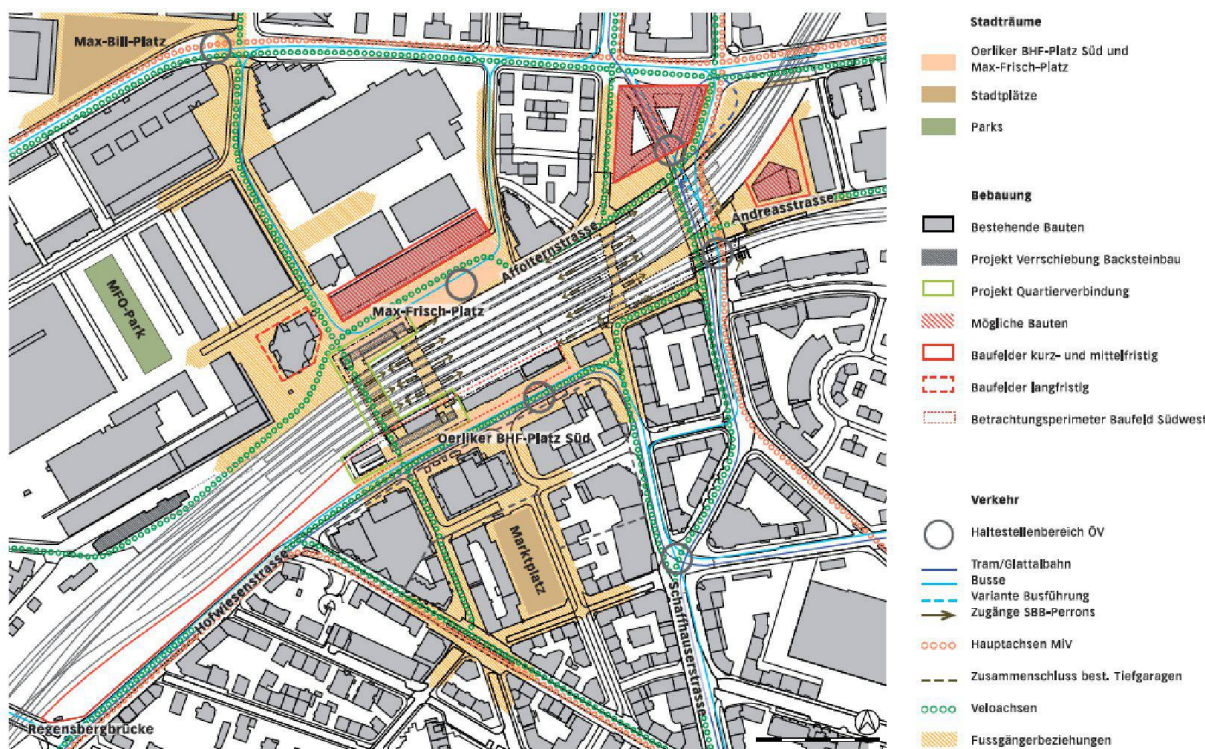 Max-Bill-Platz
MFO-Park
Affolternstrasse
Andreasstrasse
Max-Frisch-Platz
Oerliker BHF-Platz Süd
Marktplatz
Hofwiesenstrasse
Schaffhauserstrasse
Regensbergbrücke
Stadträume
Oerliker BHF-Platz Süd und
Max-Frisch-Platz
Stadtplätze
Parks
Bebauung
Bestehende Bauten
Projekt Verrschiebung Backsteinbau
Projekt Quartierverbindung
Mögliche Bauten
Baufelder kurz- und mittelfristig
Baufelder langfristig
Betrachtungsperimeter Baufeld Südwest
Verkehr
Haltestellenbereich ÖV
Tram/Glattalbahn
Busse
Variante Busführung
Zugänge SBB-Perrons
Hauptachsen MIV
Zusammenschluss best. Tiefgaragen
Veloachsen
Fussgängerbeziehungen